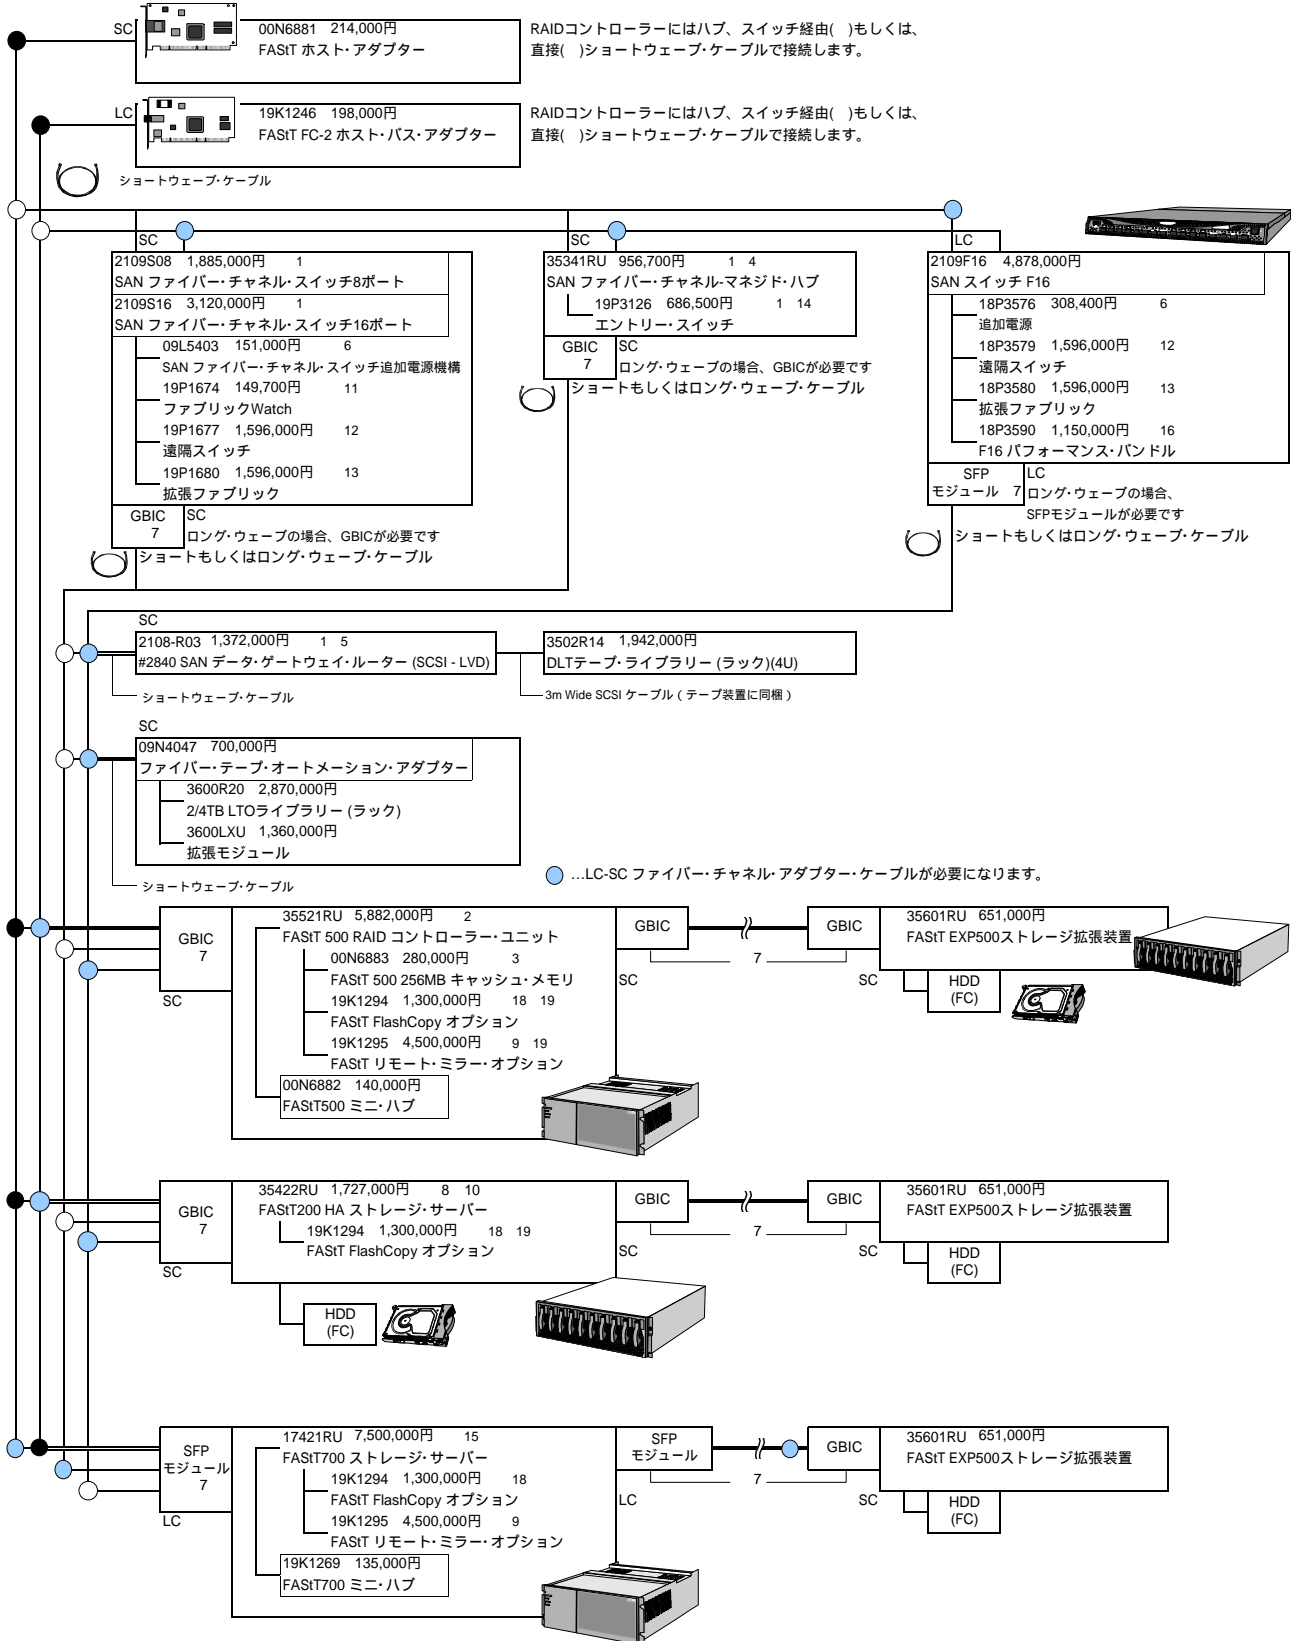 SC
00N6881 214,000円
FAStT ホスト・アダプター
RAIDコントローラーにはハブ、スイッチ経由( )もしくは、
直接( )ショートウェーブ・ケーブルで接続します。
LC
19K1246 198,000円
FAStT FC-2 ホスト・バス・アダプター
RAIDコントローラーにはハブ、スイッチ経由( )もしくは、
直接( )ショートウェーブ・ケーブルで接続します。
ショートウェーブ・ケーブル
SC
2109S08 1,885,000円 1
SAN ファイバー・チャネル・スイッチ8ポート
2109S16 3,120,000円 1
SAN ファイバー・チャネル・スイッチ16ポート
09L5403 151,000円 6
SAN ファイバー・チャネル・スイッチ追加電源機構
19P1674 149,700円 11
ファブリックWatch
19P1677 1,596,000円 12
遠隔スイッチ
19P1680 1,596,000円 13
拡張ファブリック
GBIC
7
SC
ロング・ウェーブの場合、GBICが必要です
ショートもしくはロング・ウェーブ・ケーブル
SC
35341RU 956,700円 1 4
SAN ファイバー・チャネル-マネジド・ハブ
19P3126 686,500円 1 14
エントリー・スイッチ
GBIC
7
SC
ロング・ウェーブの場合、GBICが必要です
ショートもしくはロング・ウェーブ・ケーブル
LC
2109F16 4,878,000円
SAN スイッチ F16
18P3576 308,400円 6
追加電源
18P3579 1,596,000円 12
遠隔スイッチ
18P3580 1,596,000円 13
拡張ファブリック
18P3590 1,150,000円 16
F16 パフォーマンス・バンドル
SFP
モジュール 7
LC
ロング・ウェーブの場合、
SFPモジュールが必要です
ショートもしくはロング・ウェーブ・ケーブル
SC
2108-R03 1,372,000円 1 5
#2840 SAN データ・ゲートウェイ・ルーター (SCSI - LVD)
3502R14 1,942,000円
DLTテープ・ライブラリー (ラック)(4U)
ショートウェーブ・ケーブル
3m Wide SCSI ケーブル（テープ装置に同梱）
SC
09N4047 700,000円
ファイバー・テープ・オートメーション・アダプター
3600R20 2,870,000円
2/4TB LTOライブラリー (ラック)
3600LXU 1,360,000円
拡張モジュール
ショートウェーブ・ケーブル
…LC-SC ファイバー・チャネル・アダプター・ケーブルが必要になります。
GBIC
7
SC
35521RU 5,882,000円 2
FAStT 500 RAID コントローラー・ユニット
00N6883 280,000円 3
FAStT 500 256MB キャッシュ・メモリ
19K1294 1,300,000円 18 19
FAStT FlashCopy オプション
19K1295 4,500,000円 9 19
FAStT リモート・ミラー・オプション
00N6882 140,000円
FAStT500 ミニ・ハブ
GBIC
SC
7
GBIC
SC
35601RU 651,000円
FAStT EXP500ストレージ拡張装置
HDD
(FC)
GBIC
7
SC
35422RU 1,727,000円 8 10
FAStT200 HA ストレージ・サーバー
19K1294 1,300,000円 18 19
FAStT FlashCopy オプション
HDD
(FC)
GBIC
SC
7
GBIC
SC
35601RU 651,000円
FAStT EXP500ストレージ拡張装置
HDD
(FC)
SFP
モジュール
7
LC
17421RU 7,500,000円 15
FAStT700 ストレージ・サーバー
19K1294 1,300,000円 18
FAStT FlashCopy オプション
19K1295 4,500,000円 9
FAStT リモート・ミラー・オプション
19K1269 135,000円
FAStT700 ミニ・ハブ
SFP
モジュール
LC
7
GBIC
SC
35601RU 651,000円
FAStT EXP500ストレージ拡張装置
HDD
(FC)